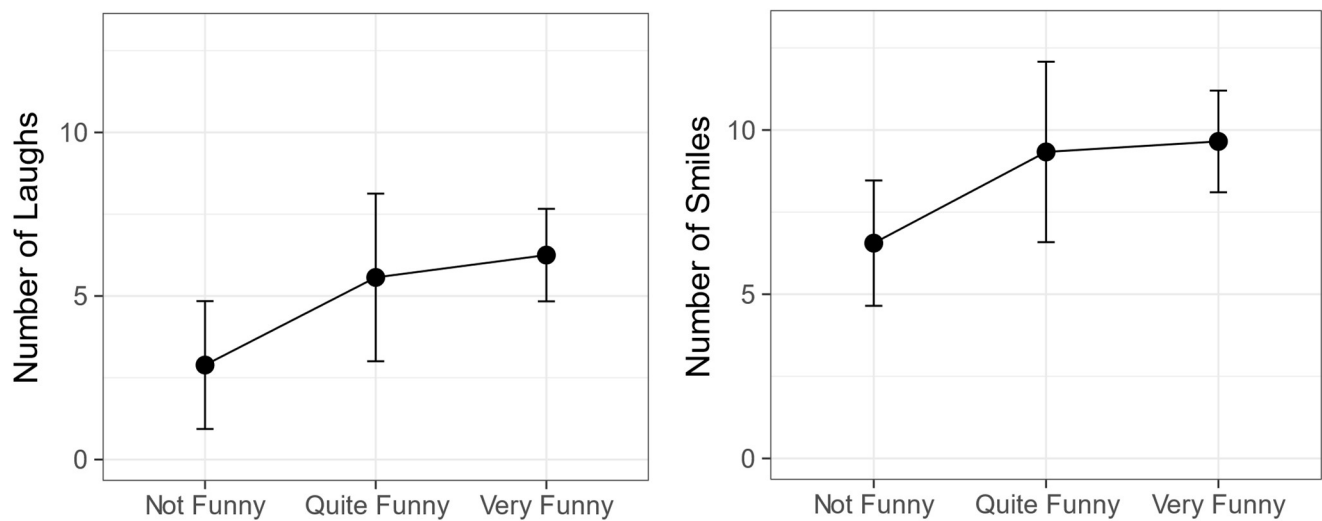 Number of Laughs
10
5
0
Not Funny
Quite Funny
Very Funny
Number of Smiles
10
5
0
Not Funny
Quite Funny
Very Funny